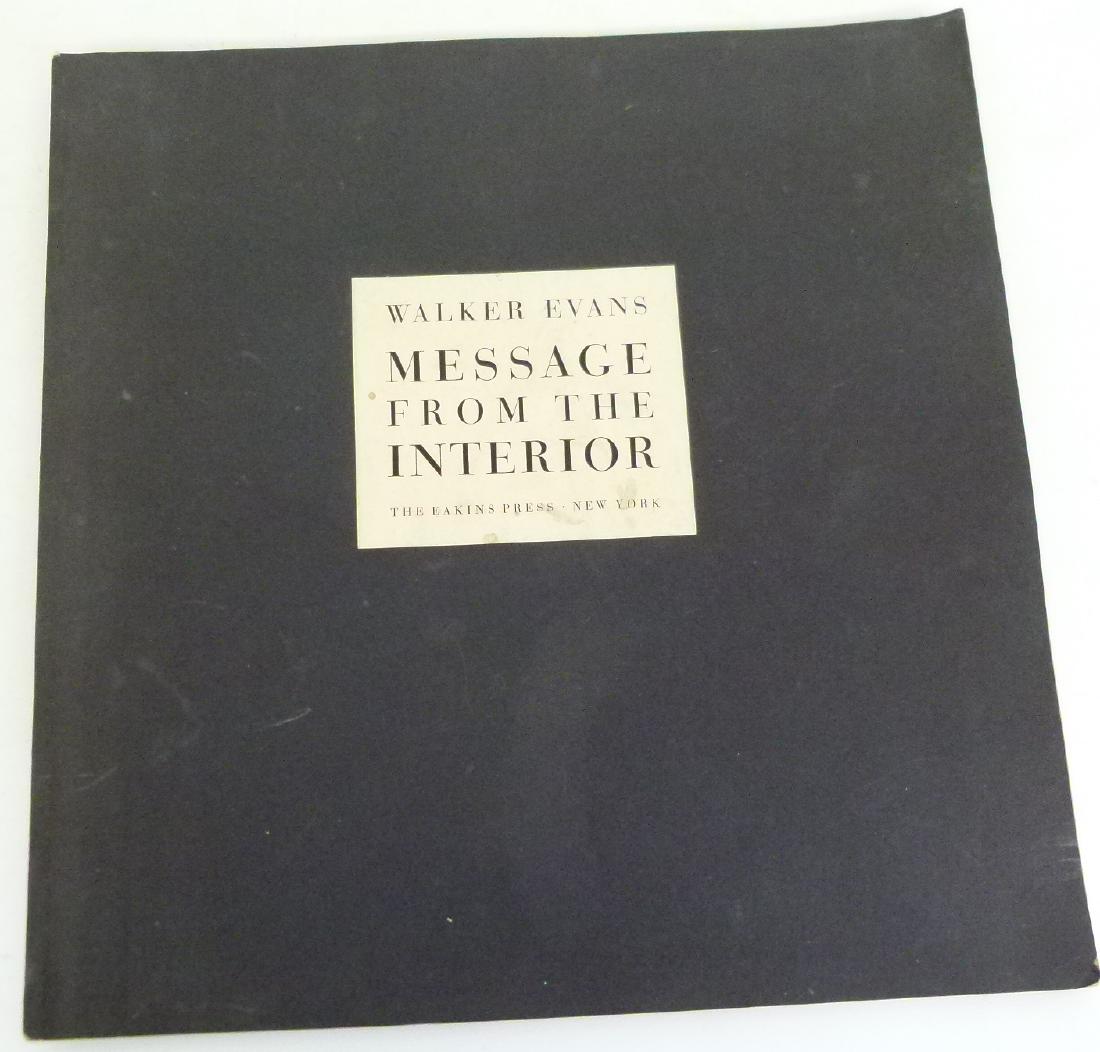 WALKER EVANS
MESSAGE
FROM THE
INTERIOR
THE EAKINS PRESS · NEW YORK